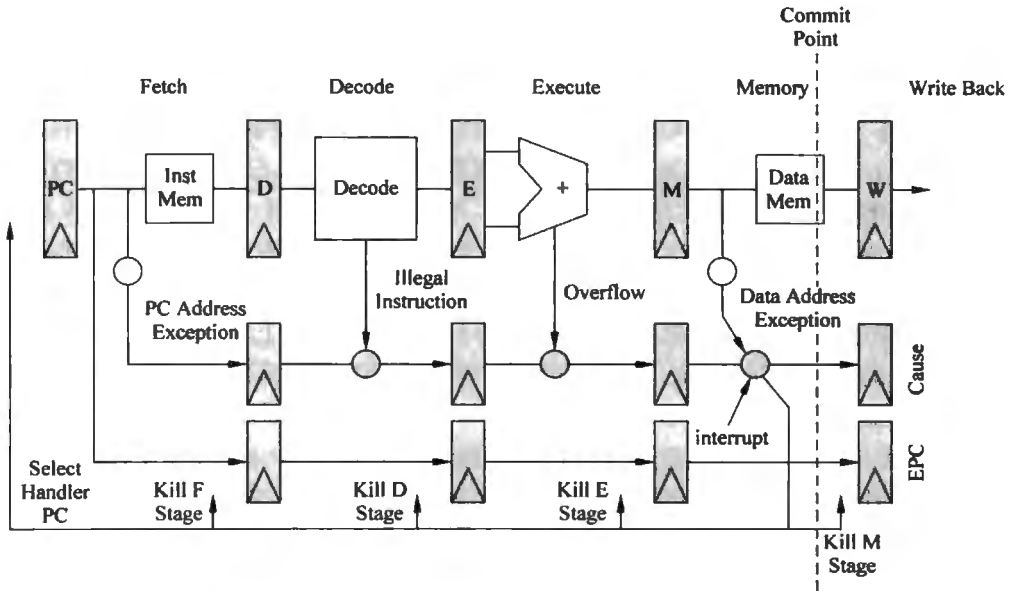 Commit
Point
Fetch
Decode
Execute
Memory
Write Back
PC
Inst
Mem
D
Decode
E
+
M
Data
Mem
W
PC Address
Exception
Illegal
Instruction
Overflow
Data Address
Exception
Cause
interrupt
EPC
Select
Handler
PC
Kill F
Stage
Kill D
Stage
Kill E
Stage
Kill M
Stage